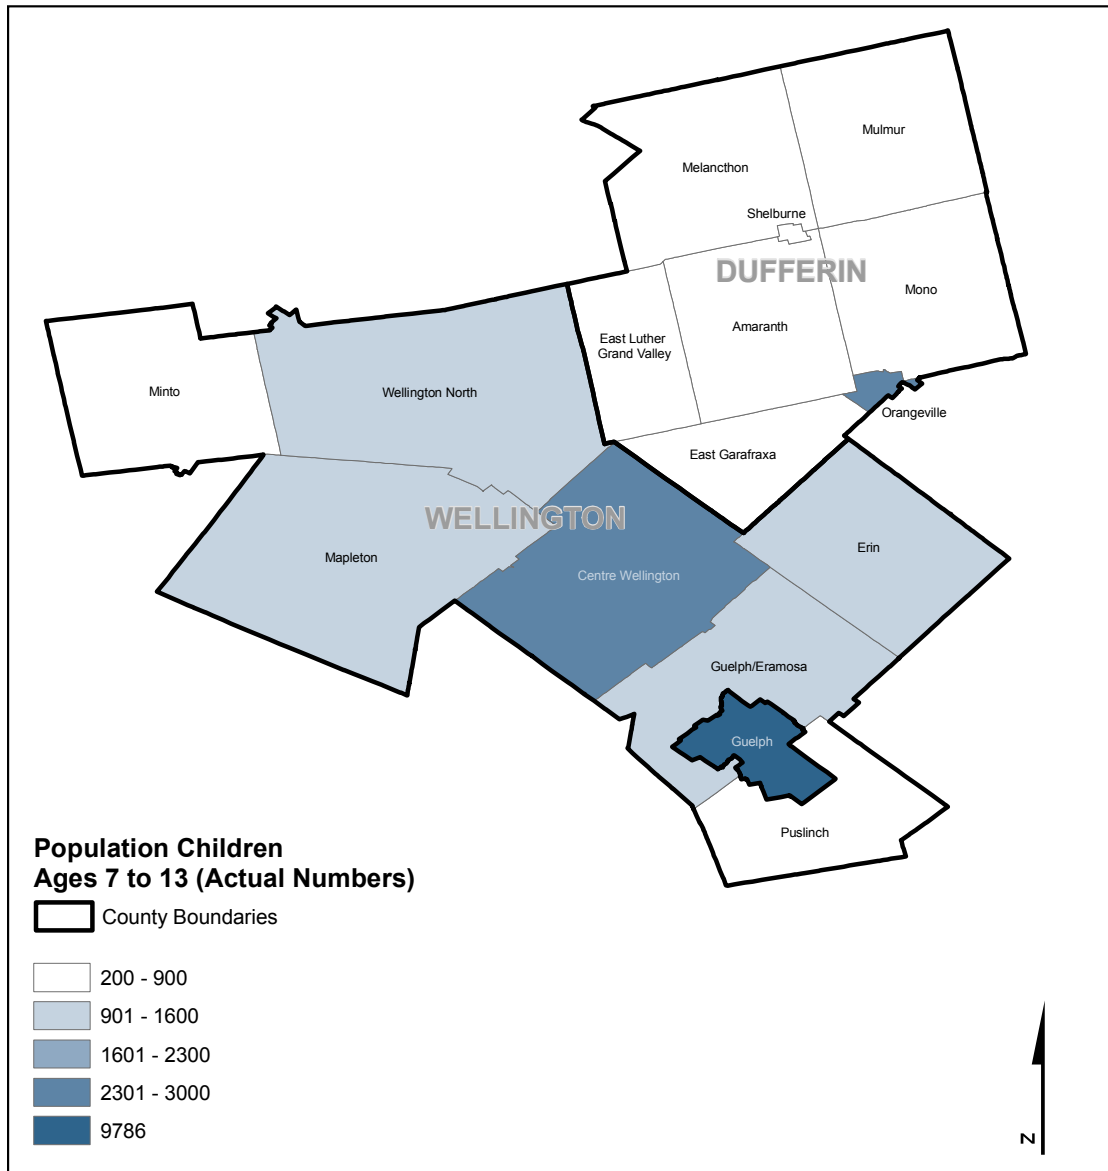 Mulmur
Melancthon
Shelburne
DUFFERIN
Mono
Amaranth
East Luther
Grand Valley
Minto
Wellington North
Orangeville
East Garafraxa
WELLINGTON
Erin
Mapleton
Centre Wellington
Guelph/Eramosa
Guelph
Puslinch
Population Children
Ages 7 to 13 (Actual Numbers)
County Boundaries
200 - 900
901 - 1600
1601 - 2300
2301 - 3000
9786
N